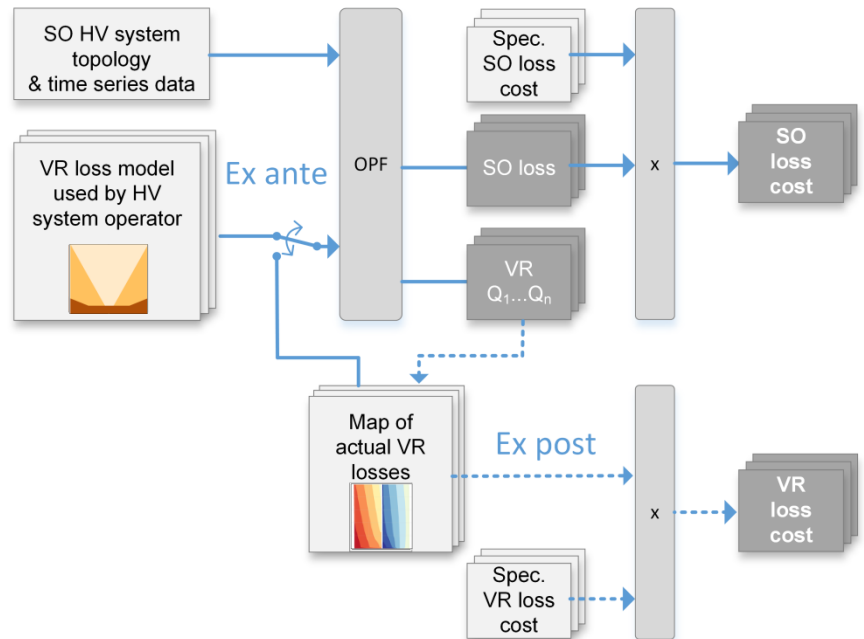 SO HV system
topology
& time series data
VR loss model
used by HV
system operator
Ex ante
OPF
Spec.
SO loss
cost
SO loss
VR
Q₁...Qₙ
x
SO
loss
cost
Map of
actual VR
losses
Ex post
Spec.
VR loss
cost
x
VR
loss
cost